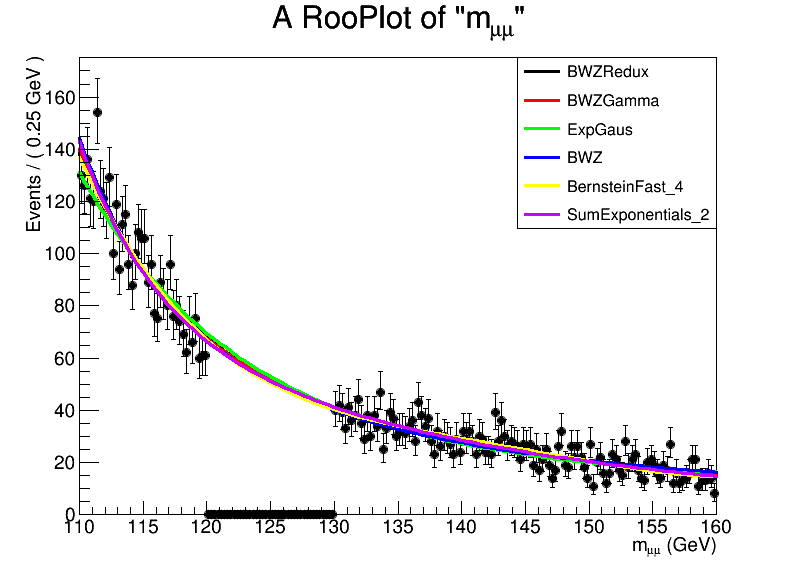 A RooPlot of "mμμ"
Events / ( 0.25 GeV )
160
140
120
100
80
60
40
20
0
BWZRedux
BWZGamma
ExpGaus
BWZ
BernsteinFast_4
SumExponentials_2
110 115 120 125 130 135 140 145 150 155 160
mμμ (GeV)